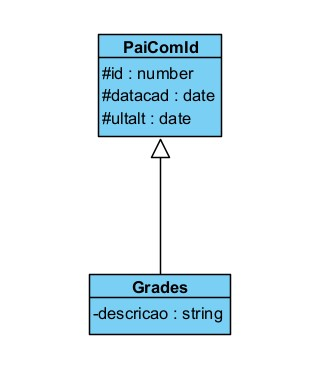 PaiComId
#id : number
#datacad : date
#ultalt : date
Grades
-descricao : string